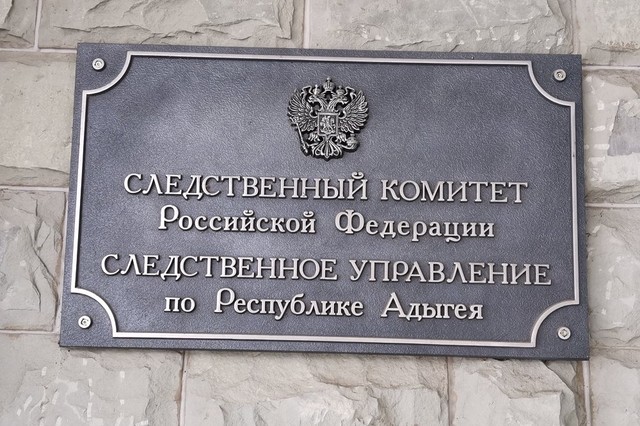 СЛЕДСТВЕННЫЙ КОМИТЕТ
Российской Федерации
СЛЕДСТВЕННОЕ УПРАВЛЕНИЕ
по Республике Адыгея